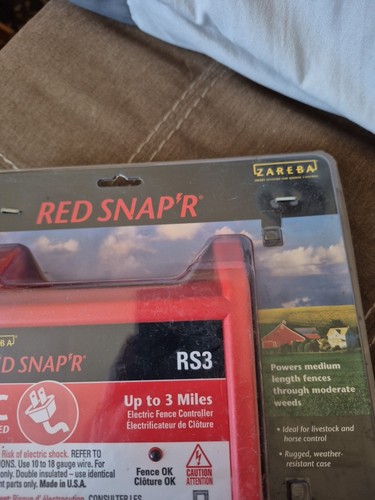 ZAREBA
RED SNAP'R®
RED SNAP'R®
RS3
Up to 3 Miles
Electric Fence Controller
Électrificateur de Clôture
Powers medium
length fences
through moderate
weeds
• Ideal for livestock and
horse control
• Rugged, weather-
resistant case
Risk of electric shock. REFER TO
Use 10 to 18 gauge wire. For
only. Double insulated – use identical
parts only. Made in U.S.A.
Fence OK
Clôture OK
CAUTION
ATTENTION